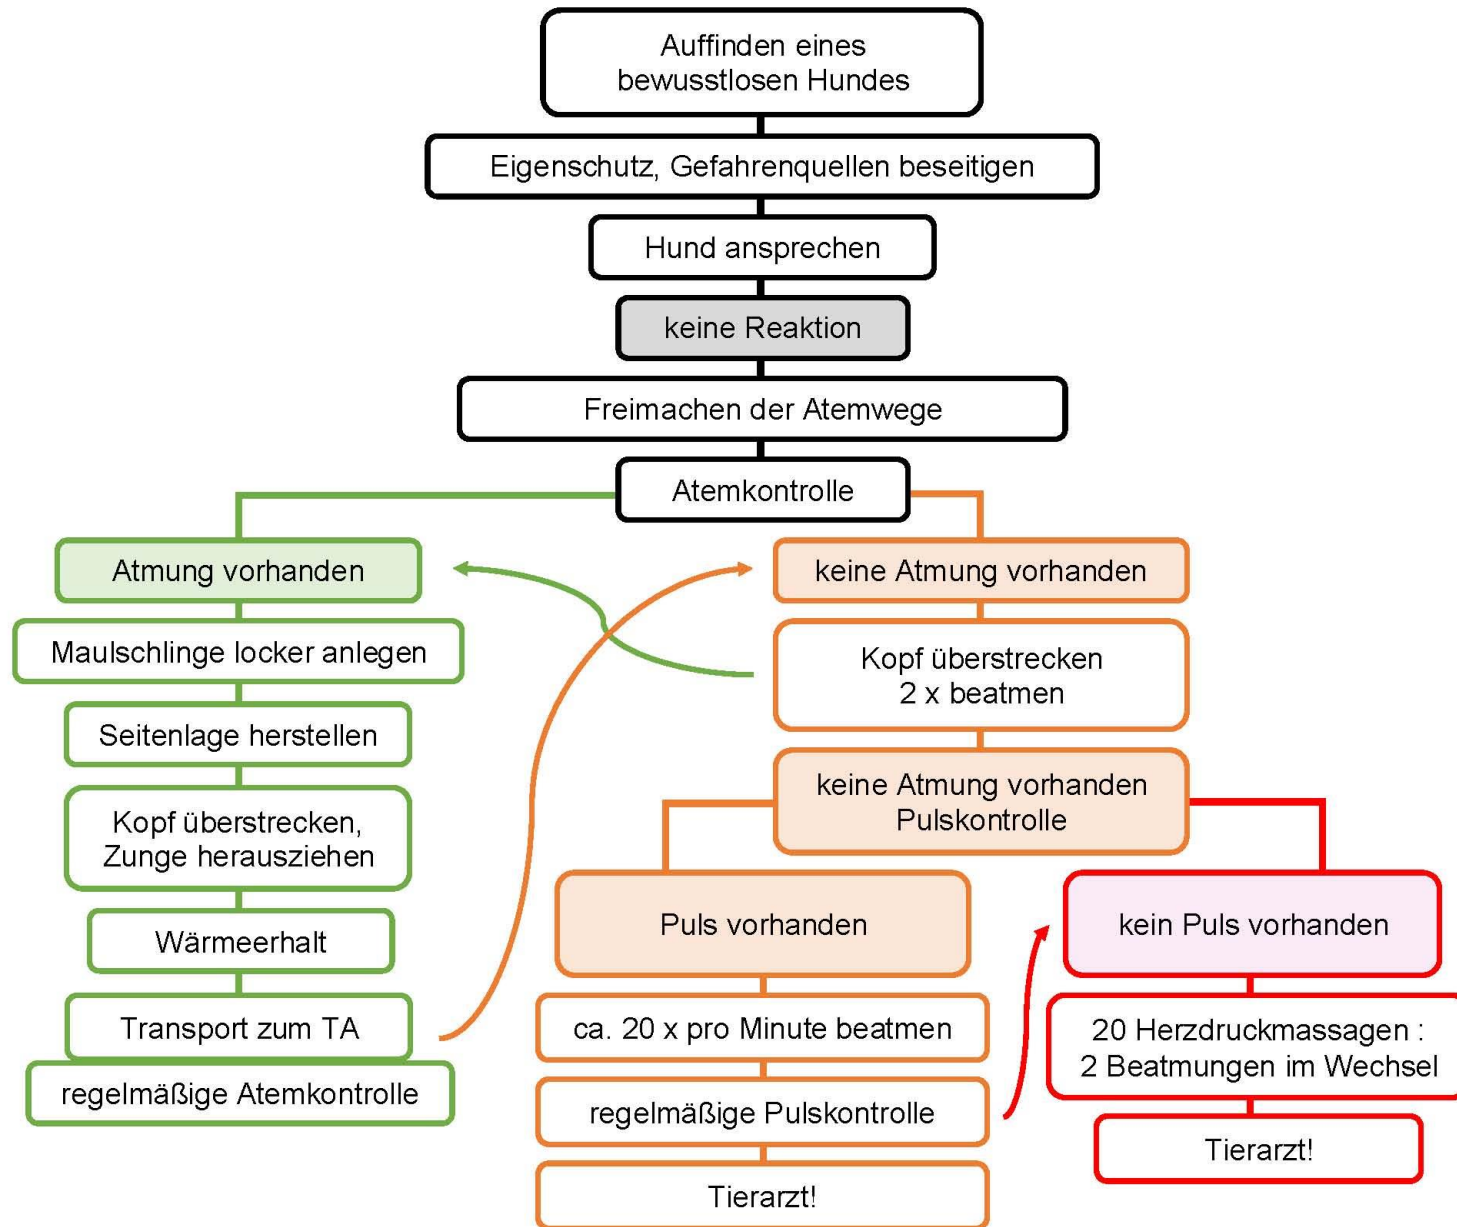 Auffinden eines
bewusstlosen Hundes
Eigenschutz, Gefahrenquellen beseitigen
Hund ansprechen
keine Reaktion
Freimachen der Atemwege
Atemkontrolle
Atmung vorhanden
Maulschlinge locker anlegen
Seitenlage herstellen
Kopf überstrecken,
Zunge herausziehen
Wärmeerhalt
Transport zum TA
regelmäßige Atemkontrolle
keine Atmung vorhanden
Kopf überstrecken
2 x beatmen
keine Atmung vorhanden
Pulskontrolle
Puls vorhanden
ca. 20 x pro Minute beatmen
regelmäßige Pulskontrolle
Tierarzt!
kein Puls vorhanden
20 Herzdruckmassagen :
2 Beatmungen im Wechsel
Tierarzt!